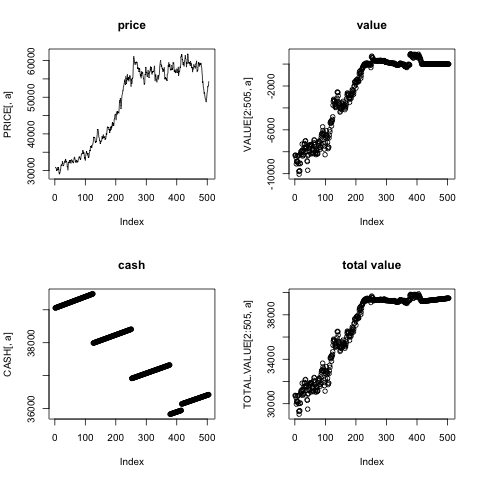 price
PRICE[, a]
30000 40000 50000 60000
0 100 200 300 400 500
Index
value
VALUE[2:505, a]
-10000 -6000 -2000
0 100 200 300 400 500
Index
cash
CASH[, a]
36000 38000
0 100 200 300 400 500
Index
total value
TOTAL.VALUE[2:505, a]
30000 34000 38000
0 100 200 300 400 500
Index